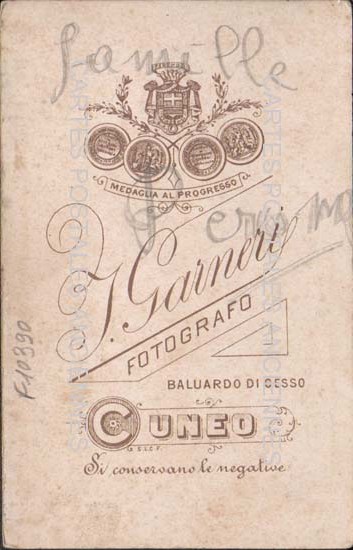 Famille
MEDAGLIA AL PROGRESSO
J. Garneri
FOTOGRAFO
BALUARDO DI GESSO
CUNEO
Si conservano le negative
F10390